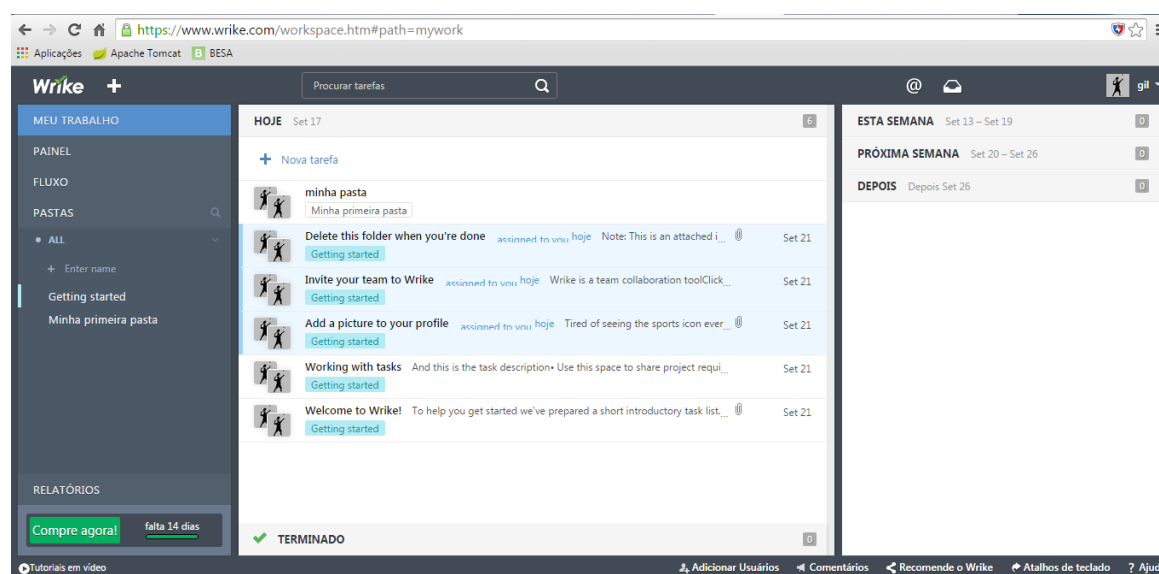 https://www.wrike.com/workspace.htm#path=mywork
Aplicações Apache Tomcat B BESA
Wrike + Procurar tarefas @ gil
MEU TRABALHO
PAINEL
FLUXO
PASTAS
ALL
+ Enter name
Getting started
Minha primeira pasta
RELATÓRIOS
Compre agora! falta 14 dias
HOJE Set 17 6
+ Nova tarefa
minha pasta
Minha primeira pasta
Delete this folder when you're done assigned to you hoje Note: This is an attached i... Set 21
Getting started
Invite your team to Wrike assigned to you hoje Wrike is a team collaboration toolClick... Set 21
Getting started
Add a picture to your profile assigned to you hoje Tired of seeing the sports icon ever... Set 21
Getting started
Working with tasks And this is the task description• Use this space to share project requi... Set 21
Getting started
Welcome to Wrike! To help you get started we've prepared a short introductory task list.... Set 21
Getting started
TERMINADO 0
ESTA SEMANA Set 13 – Set 19 0
PRÓXIMA SEMANA Set 20 – Set 26 0
DEPOIS Depois Set 26 0
Tutoriais em vídeo Adicionar Usuários Comentários Recomende o Wrike Atalhos de teclado ? Ajud